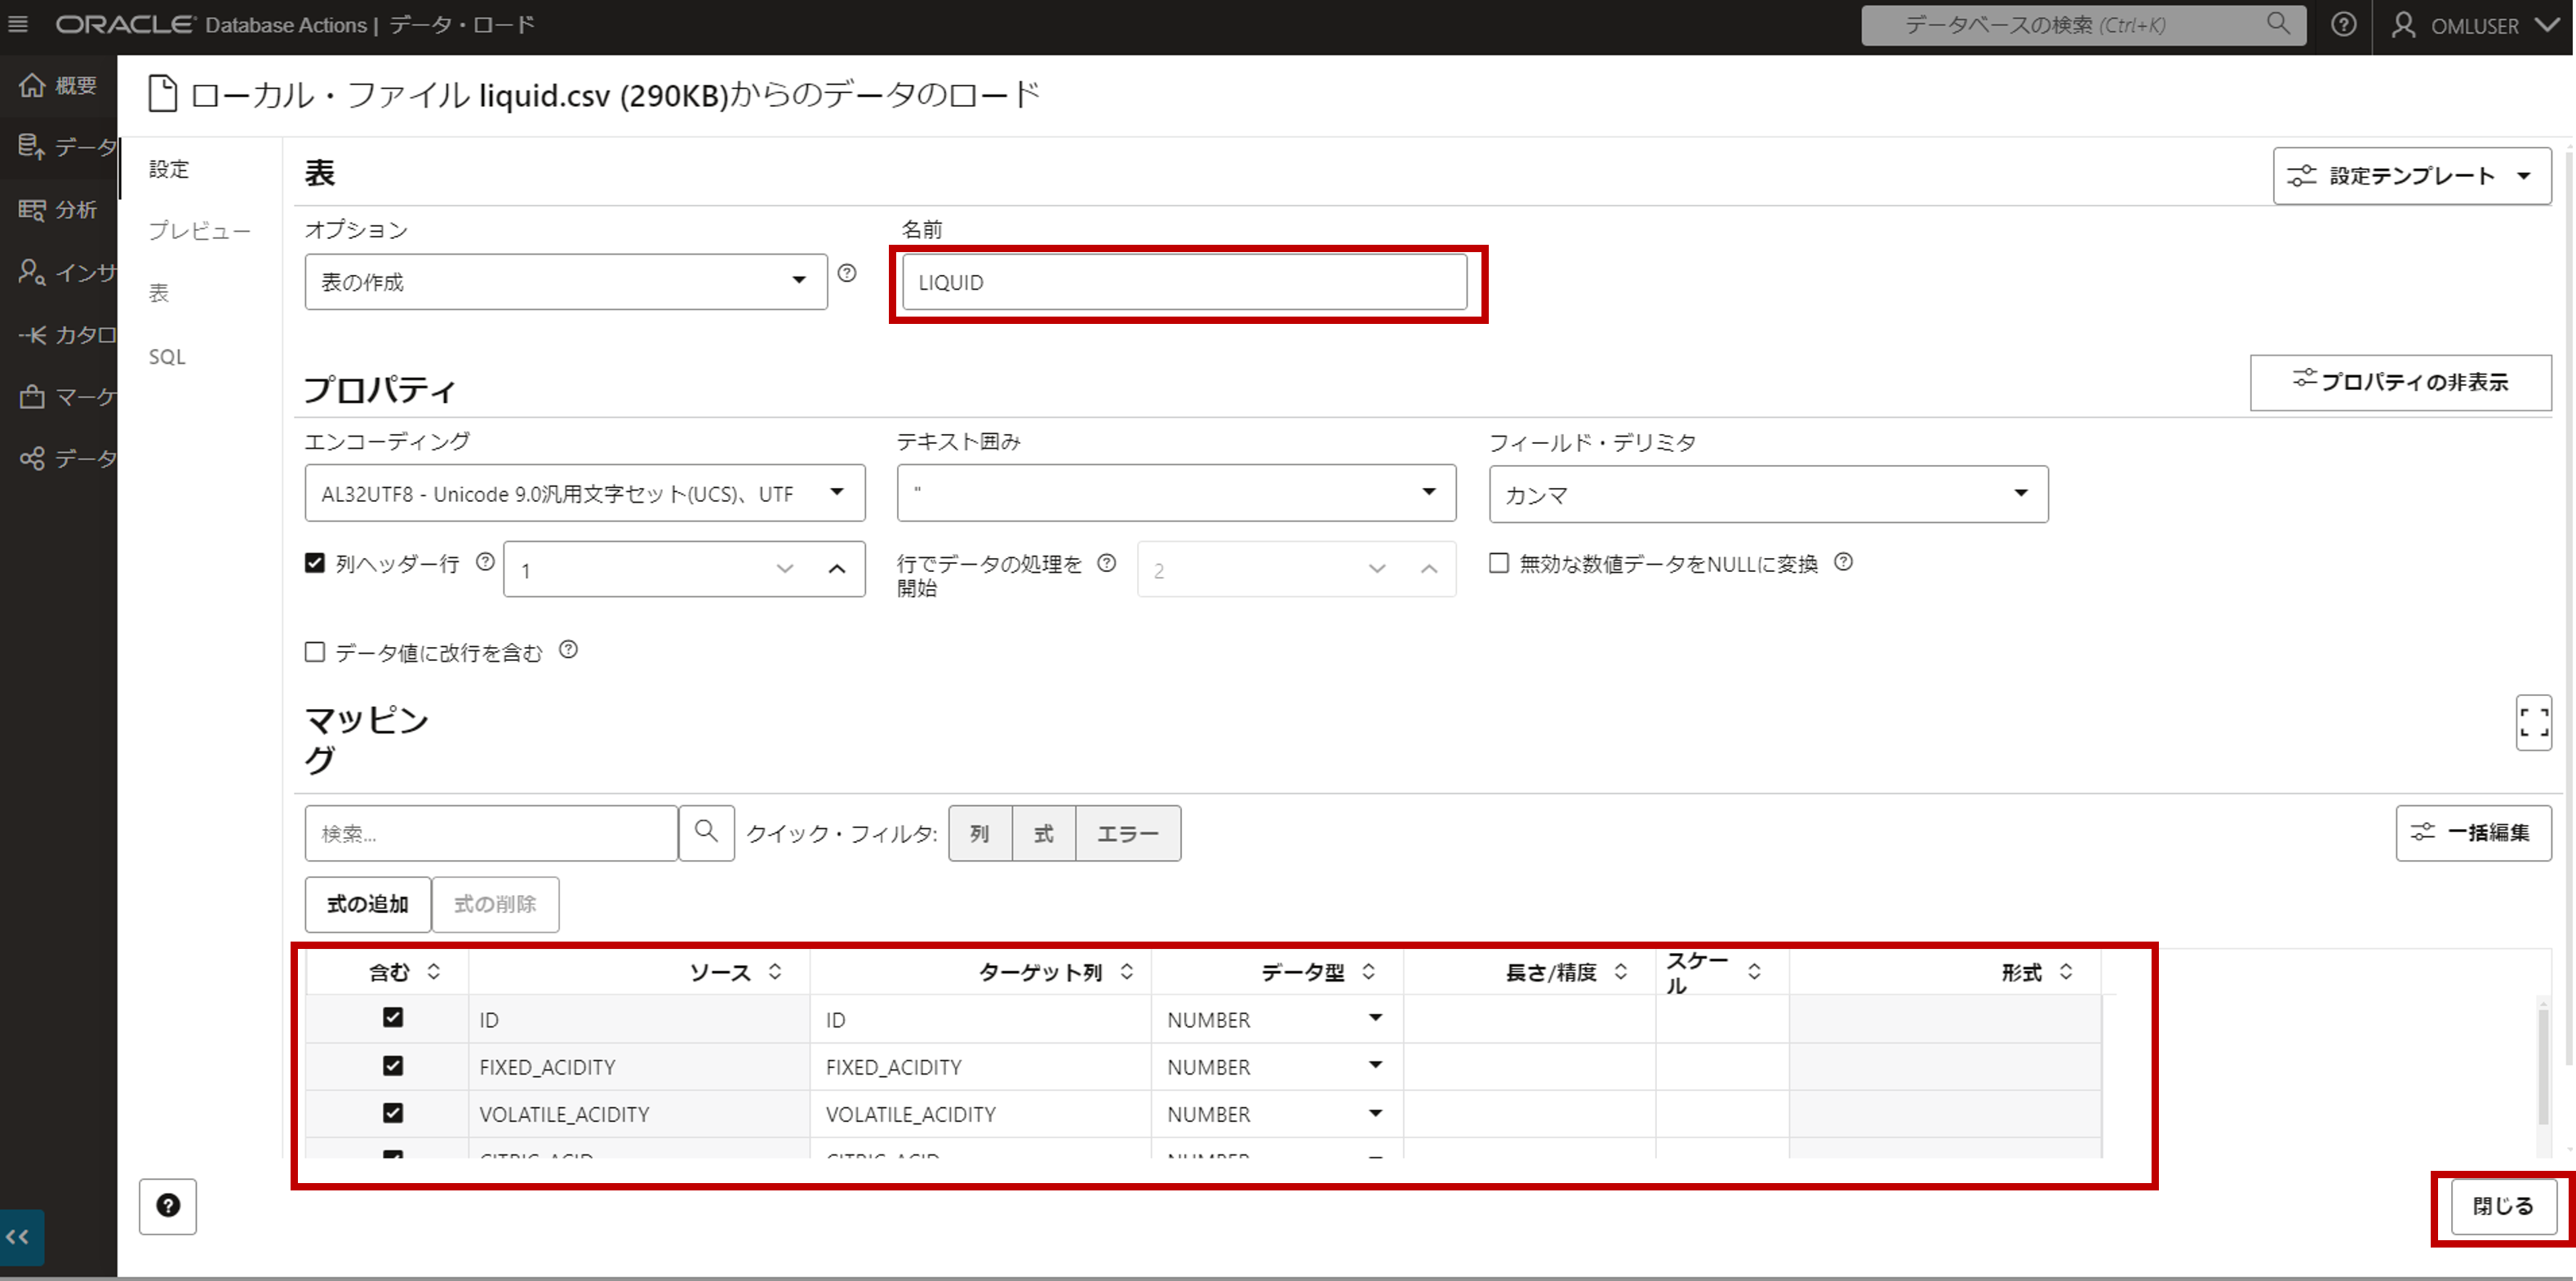 ORACLE Database Actions | データ・ロード
データベースの検索 (Ctrl+K)
OMLUSER
概要
データ
分析
インサ
カタロ
マーケ
データ
ローカル・ファイル liquid.csv (290KB)からのデータのロード
設定
プレビュー
表
SQL
表
設定テンプレート
オプション
名前
表の作成
LIQUID
プロパティ
プロパティの非表示
エンコーディング
テキスト囲み
フィールド・デリミタ
AL32UTF8 - Unicode 9.0汎用文字セット(UCS)、UTF
"
カンマ
列ヘッダー行
1
行でデータの処理を
開始
2
無効な数値データをNULLに変換
データ値に改行を含む
マッピン
グ
検索...
クイック・フィルタ:
列
式
エラー
一括編集
式の追加
式の削除
含む ソース ターゲット列 データ型 長さ/精度 スケー
ル 形式
ID ID NUMBER
FIXED_ACIDITY FIXED_ACIDITY NUMBER
VOLATILE_ACIDITY VOLATILE_ACIDITY NUMBER
CITRIC_ACID CITRIC_ACID NUMBER
閉じる